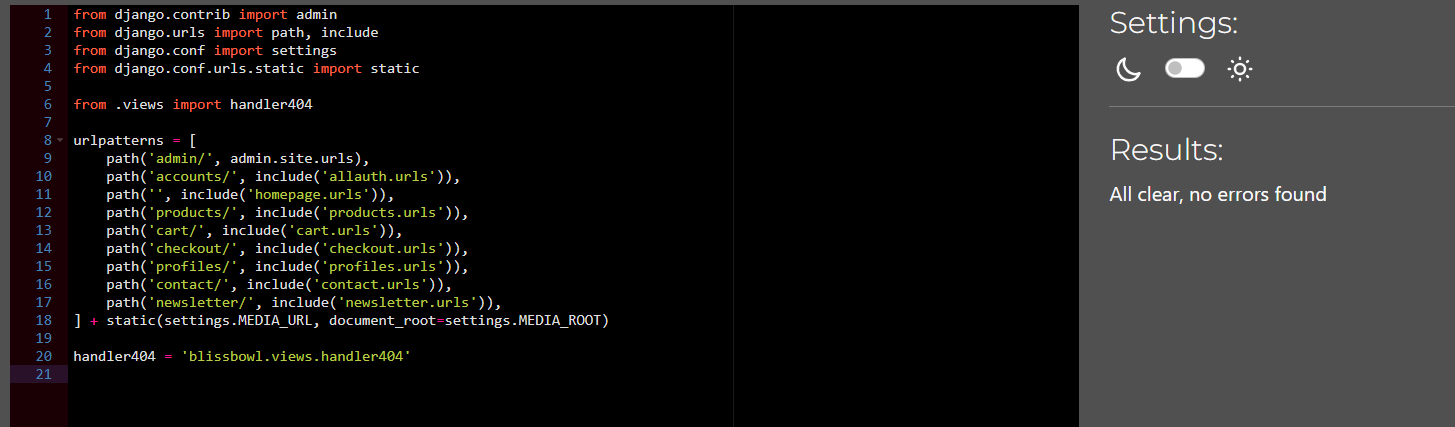 1 from django.contrib import admin
2 from django.urls import path, include
3 from django.conf import settings
4 from django.conf.urls.static import static
5
6 from .views import handler404
7
8 urlpatterns = [
9     path('admin/', admin.site.urls),
10     path('accounts/', include('allauth.urls')),
11     path('', include('homepage.urls')),
12     path('products/', include('products.urls')),
13     path('cart/', include('cart.urls')),
14     path('checkout/', include('checkout.urls')),
15     path('profiles/', include('profiles.urls')),
16     path('contact/', include('contact.urls')),
17     path('newsletter/', include('newsletter.urls')),
18 ] + static(settings.MEDIA_URL, document_root=settings.MEDIA_ROOT)
19
20 handler404 = 'blissbowl.views.handler404'
21
Settings:
Results:
All clear, no errors found